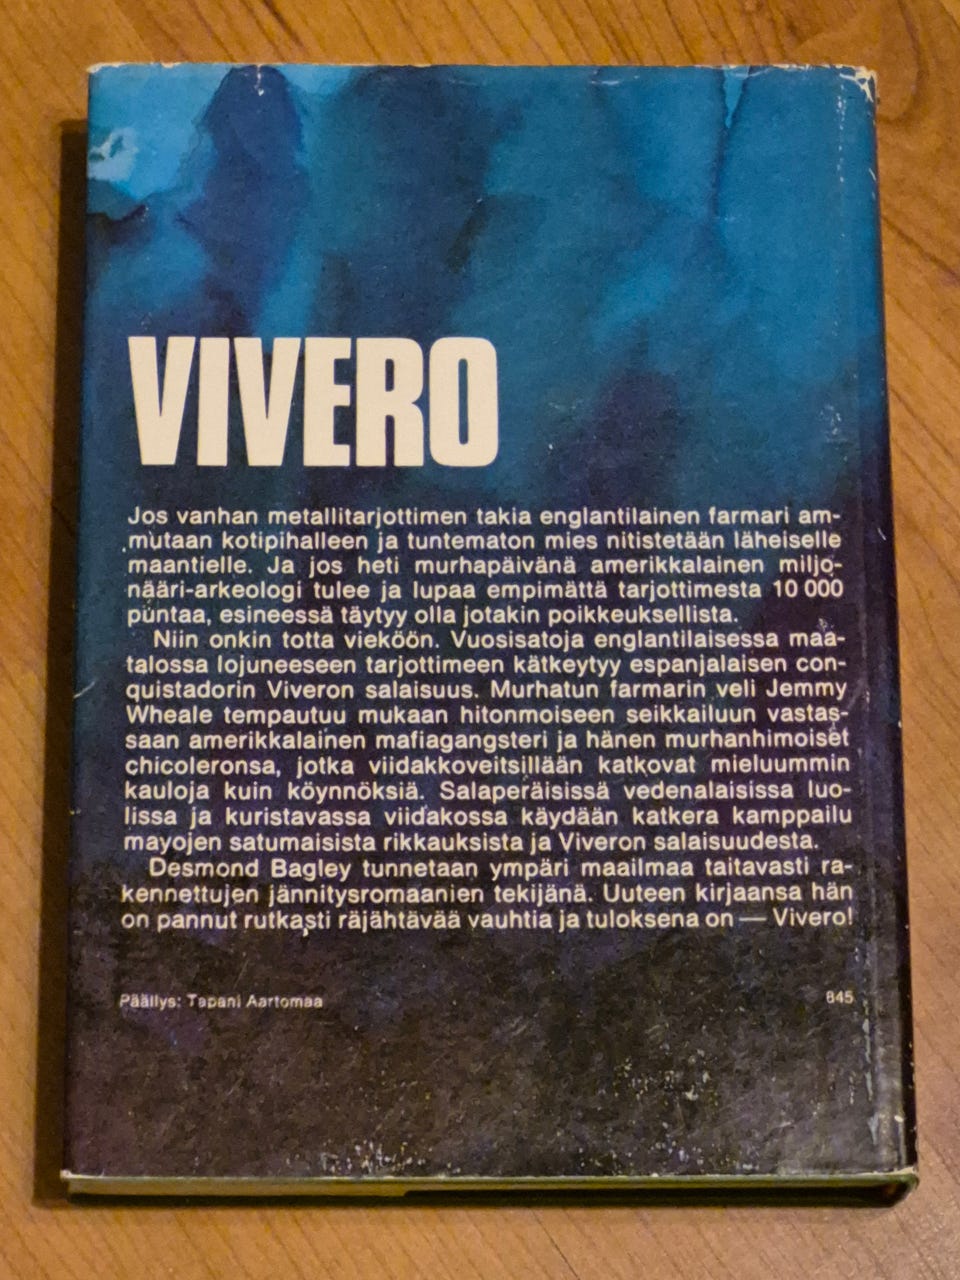 VIVERO
Jos vanhan metallitarjottimen takia englantilainen farmari am-
mutaan kotipihalleen ja tuntematon mies nitistetään läheiselle
maantielle. Ja jos heti murhapäivänä amerikkalainen miljo-
nääri-arkeologi tulee ja lupaa empimättä tarjottimesta 10 000
puntaa, esineessä täytyy olla jotakin poikkeuksellista.
Niin onkin totta vieköön. Vuosisatoja englantilaisessa maa-
talossa lojuneeseen tarjottimeen kätkeytyy espanjalaisen con-
quistadorin Viveron salaisuus. Murhatun farmarin veli Jemmy
Wheale tempautuu mukaan hitonmoiseen seikkailuun vastas-
saan amerikkalainen mafiagangsteri ja hänen murhanhimoiset
chicleronsa, jotka viidakkoveitsillään katkovat mieluummin
kauloja kuin köynnöksiä. Salaperäisissä vedenalaisissa luo-
lissa ja kuristavassa viidakossa käydään katkera kamppailu
mayojen satumaisista rikkauksista ja Viveron salaisuudesta.
Desmond Bagley tunnetaan ympäri maailmaa taitavasti ra-
kennettujen jännitysromaanien tekijänä. Uuteen kirjaansa hän
on pannut rutkasti räjähtävää vauhtia ja tuloksena on — Vivero!
Päällys: Tapani Aartomaa
845